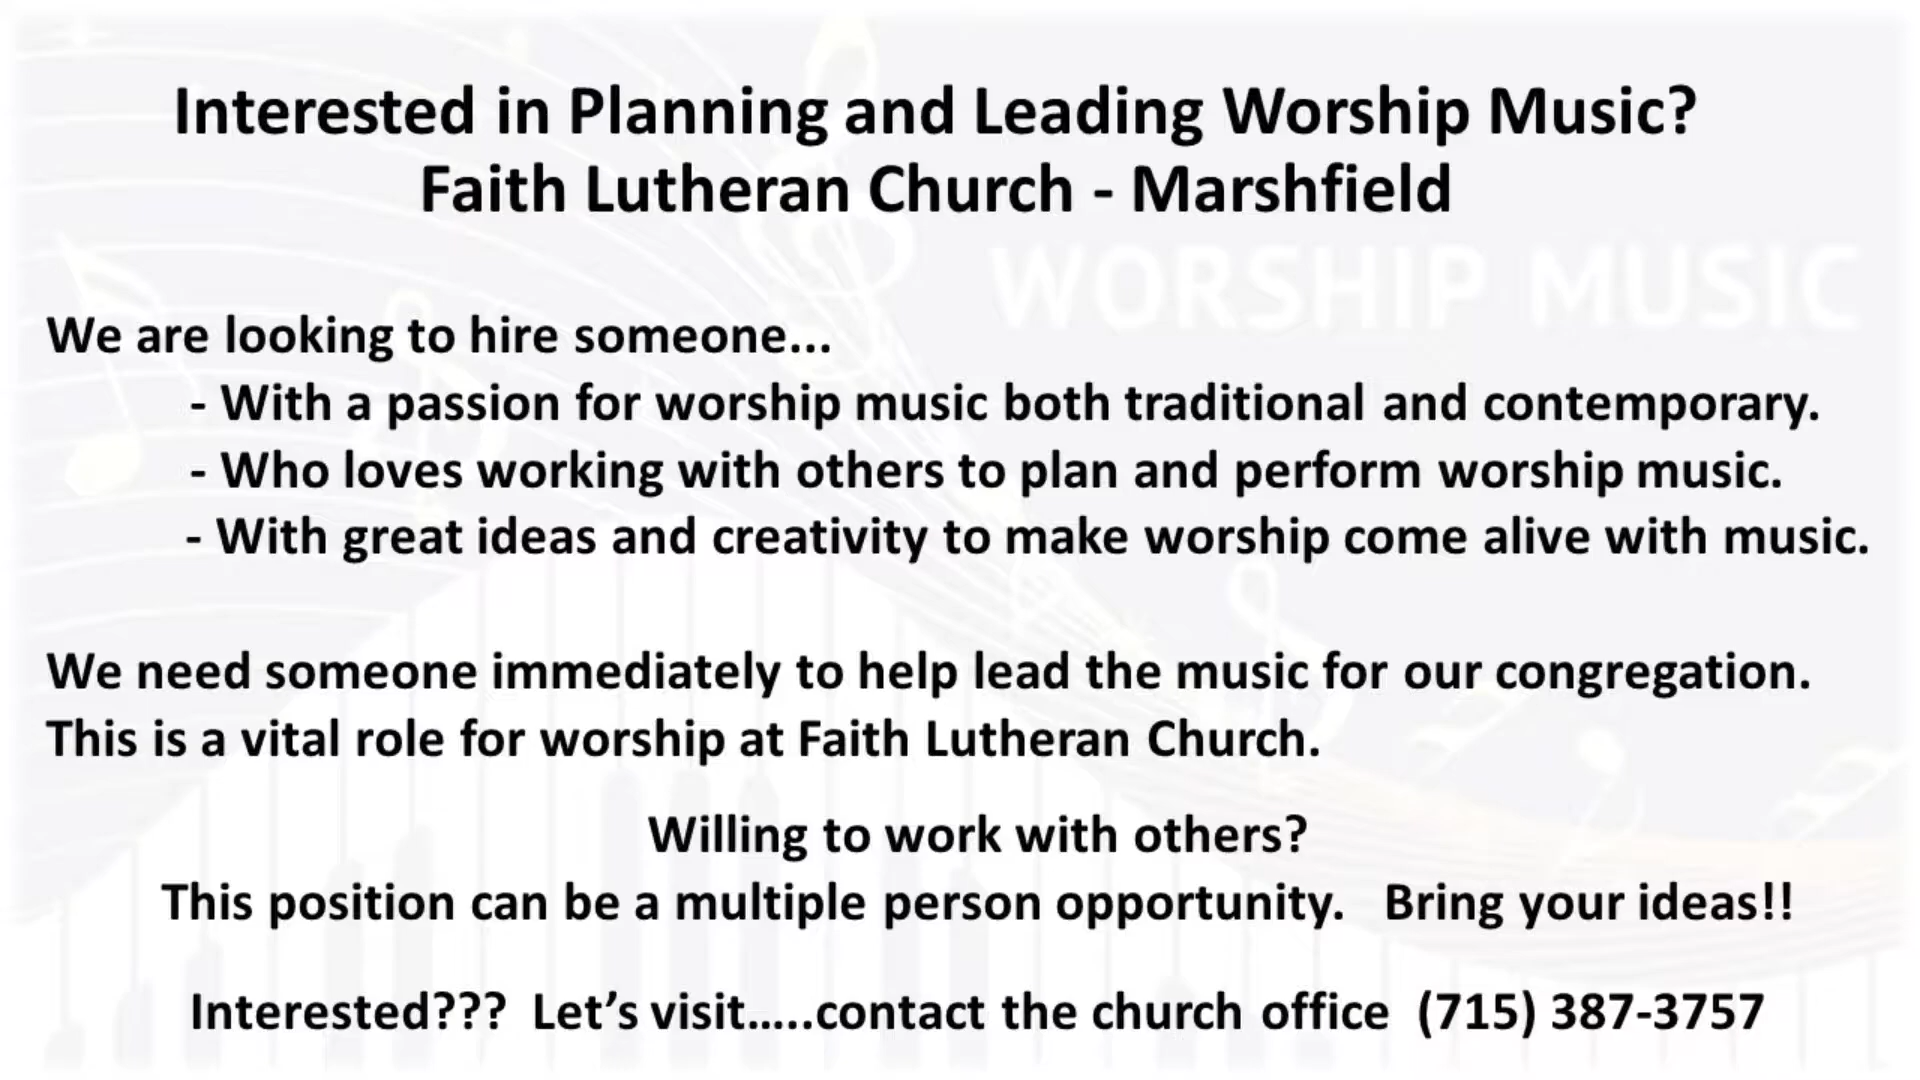 Interested in Planning and Leading Worship Music?
Faith Lutheran Church - Marshfield
WORSHIP MUSIC
We are looking to hire someone...
- With a passion for worship music both traditional and contemporary.
- Who loves working with others to plan and perform worship music.
- With great ideas and creativity to make worship come alive with music.
We need someone immediately to help lead the music for our congregation.
This is a vital role for worship at Faith Lutheran Church.
Willing to work with others?
This position can be a multiple person opportunity.   Bring your ideas!!
Interested???  Let’s visit…..contact the church office  (715) 387-3757